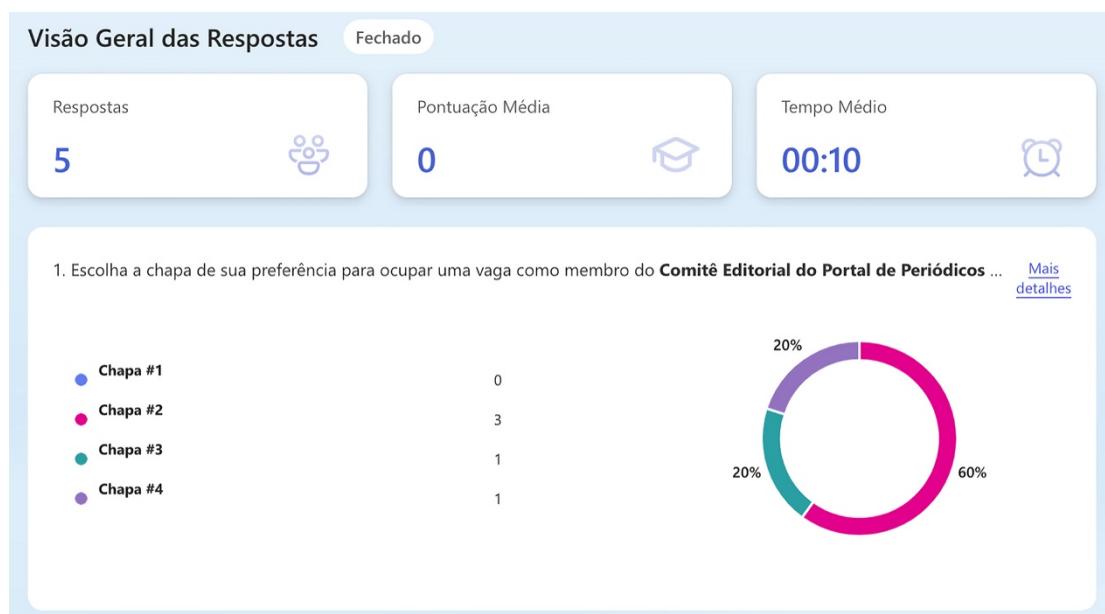 Visão Geral das Respostas Fechado
Respostas Pontuação Média Tempo Médio
5 0 00:10
1. Escolha a chapa de sua preferência para ocupar uma vaga como membro do Comitê Editorial do Portal de Periódicos ... Mais
detalhes
20%
Chapa #1 0
Chapa #2 3
Chapa #3 1
20% 60%
Chapa #4 1